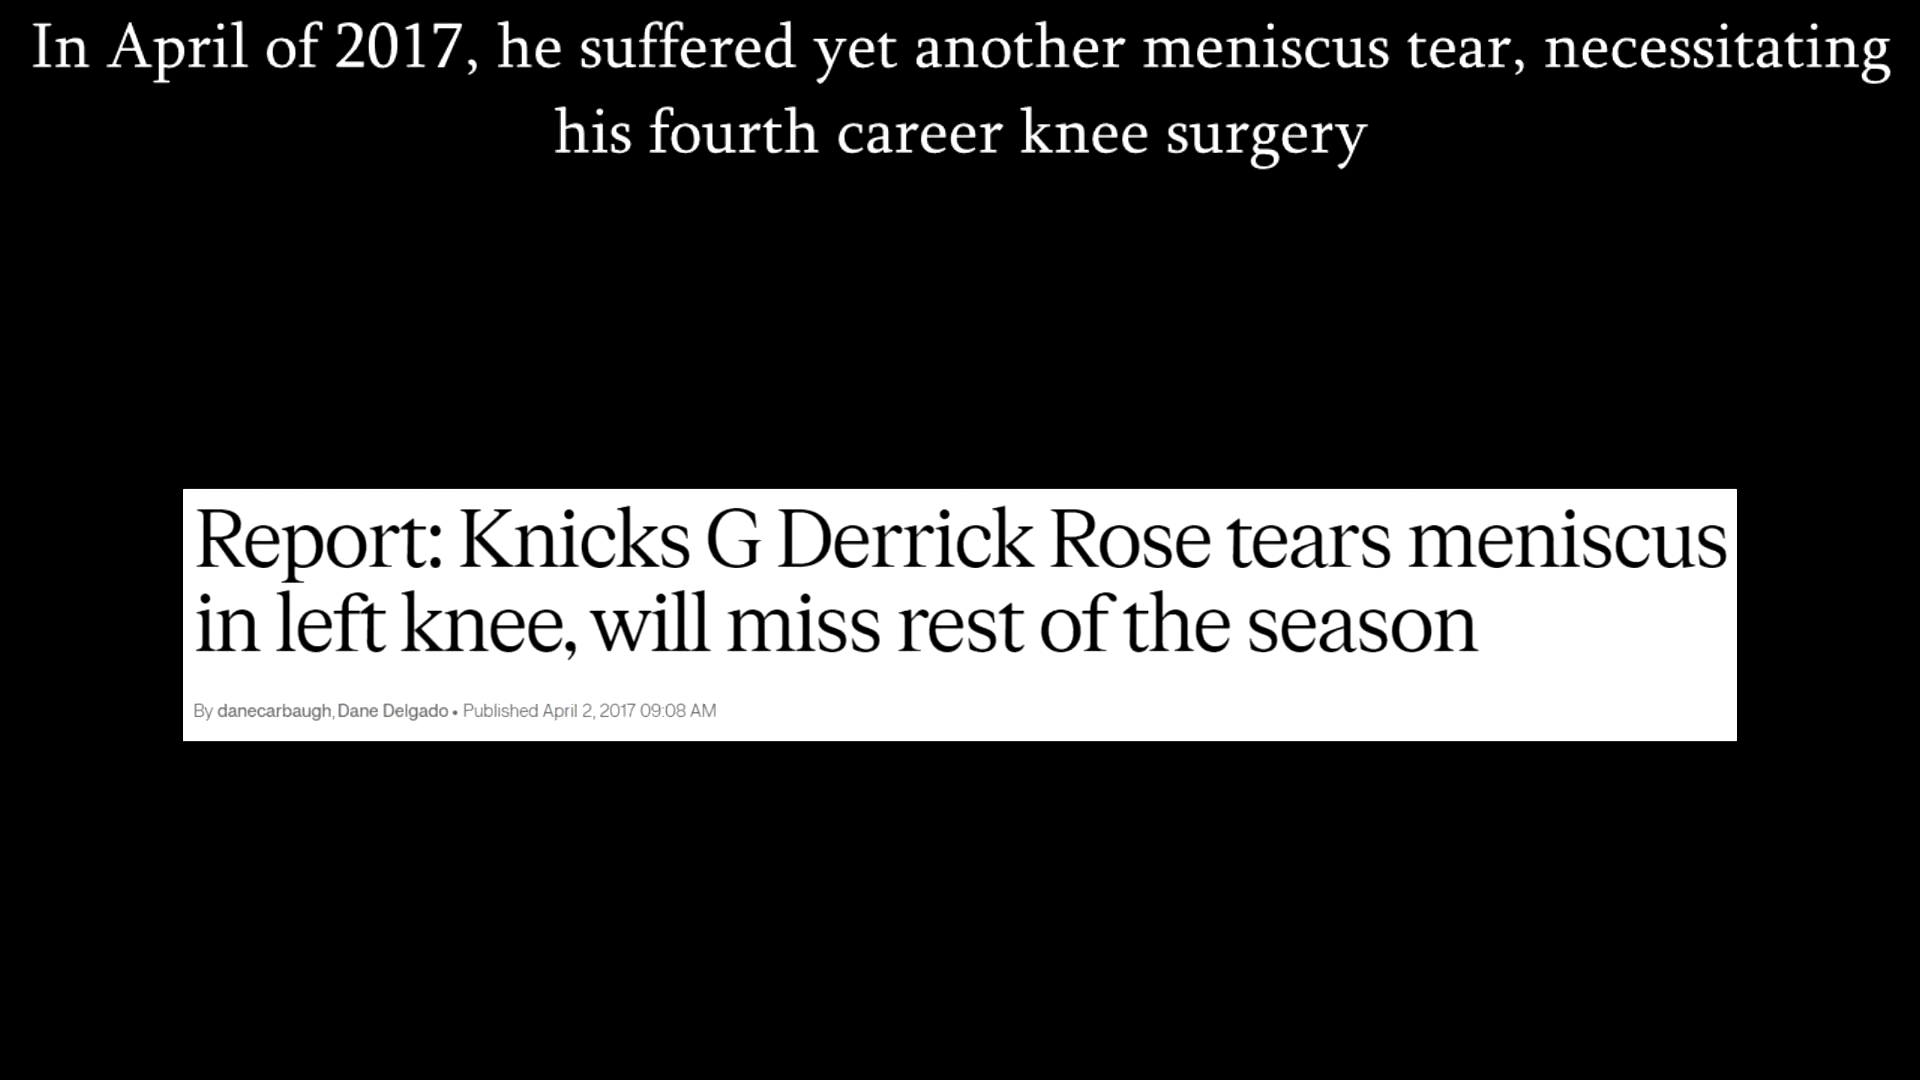 In April of 2017, he suffered yet another meniscus tear, necessitating
his fourth career knee surgery
Report: Knicks G Derrick Rose tears meniscus
in left knee, will miss rest of the season
By danecarbaugh, Dane Delgado • Published April 2, 2017 09:08 AM